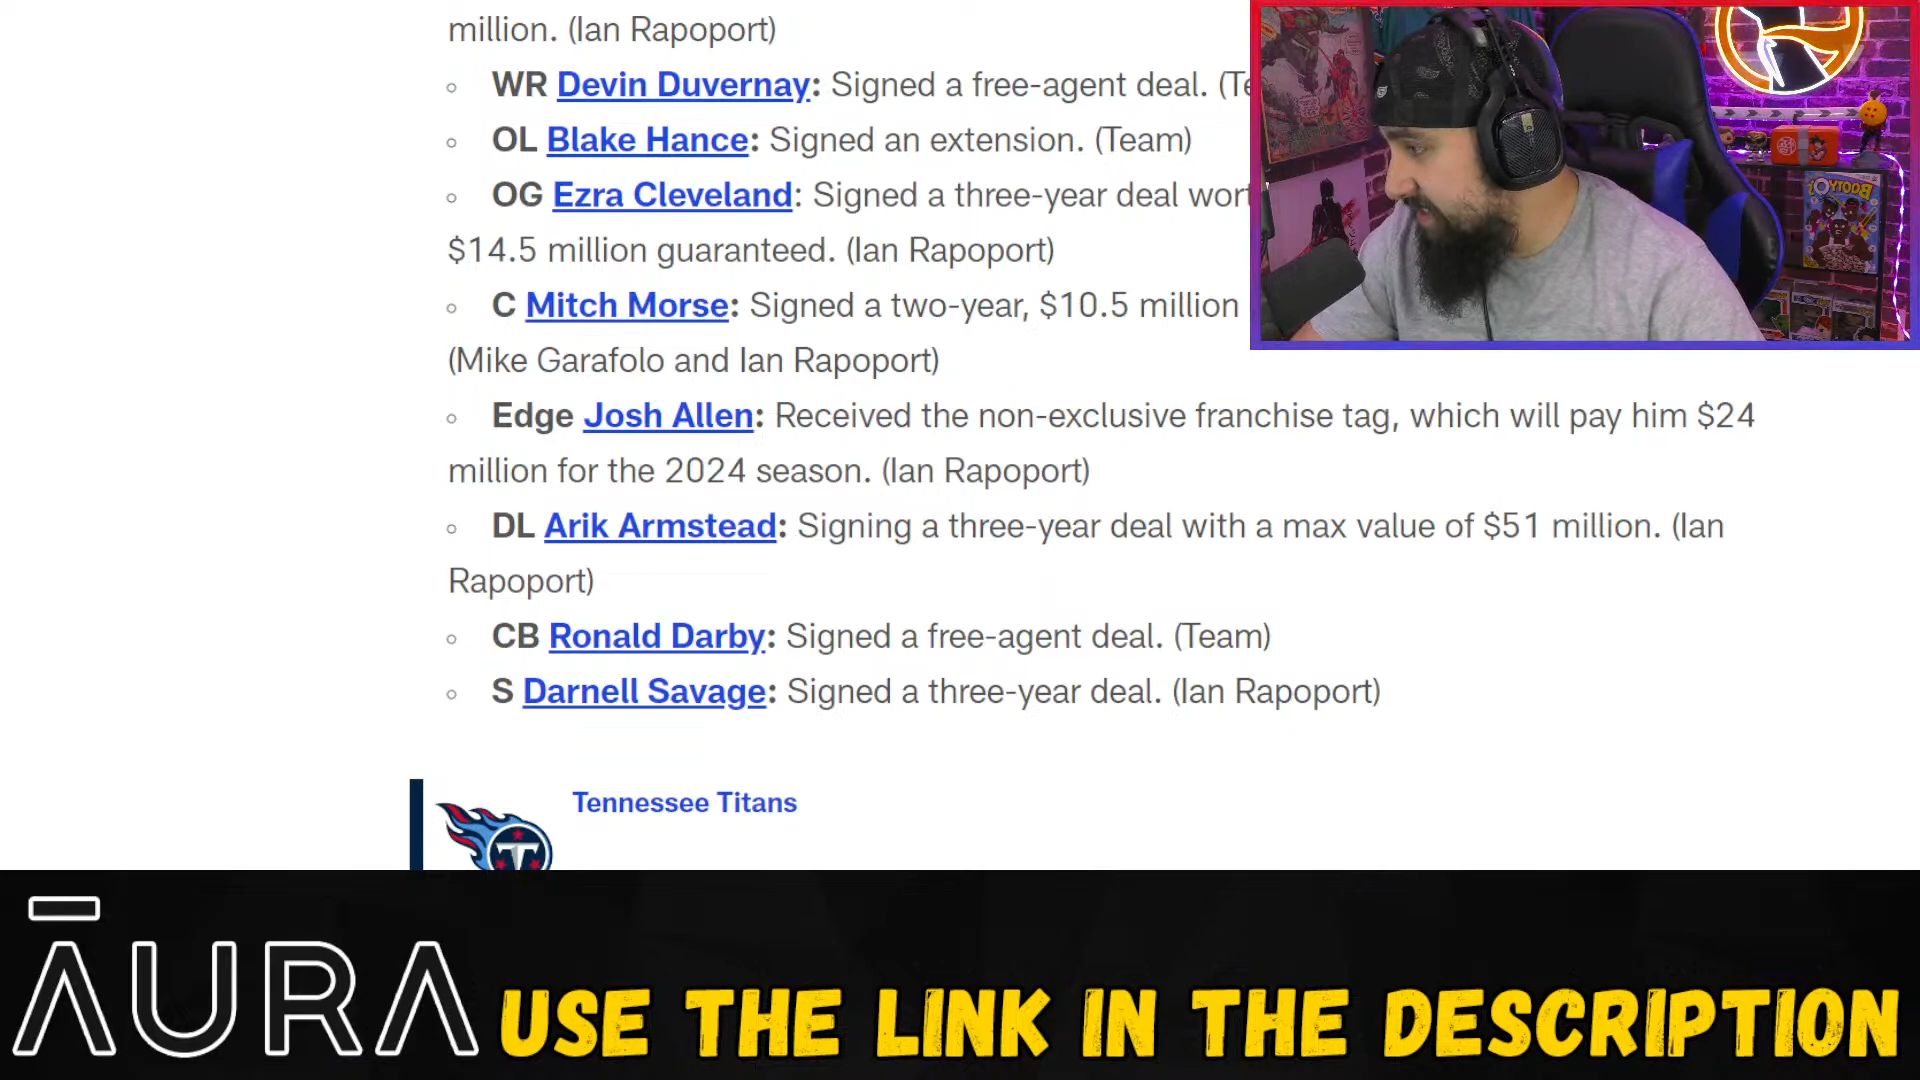 million. (Ian Rapoport)
WR Devin Duvernay: Signed a free-agent deal. (Te
OL Blake Hance: Signed an extension. (Team)
OG Ezra Cleveland: Signed a three-year deal wort
$14.5 million guaranteed. (Ian Rapoport)
C Mitch Morse: Signed a two-year, $10.5 million
(Mike Garafolo and Ian Rapoport)
Edge Josh Allen: Received the non-exclusive franchise tag, which will pay him $24
million for the 2024 season. (Ian Rapoport)
DL Arik Armstead: Signing a three-year deal with a max value of $51 million. (Ian
Rapoport)
CB Ronald Darby: Signed a free-agent deal. (Team)
S Darnell Savage: Signed a three-year deal. (Ian Rapoport)
Tennessee Titans
T
ĀURA
USE THE LINK IN THE DESCRIPTION